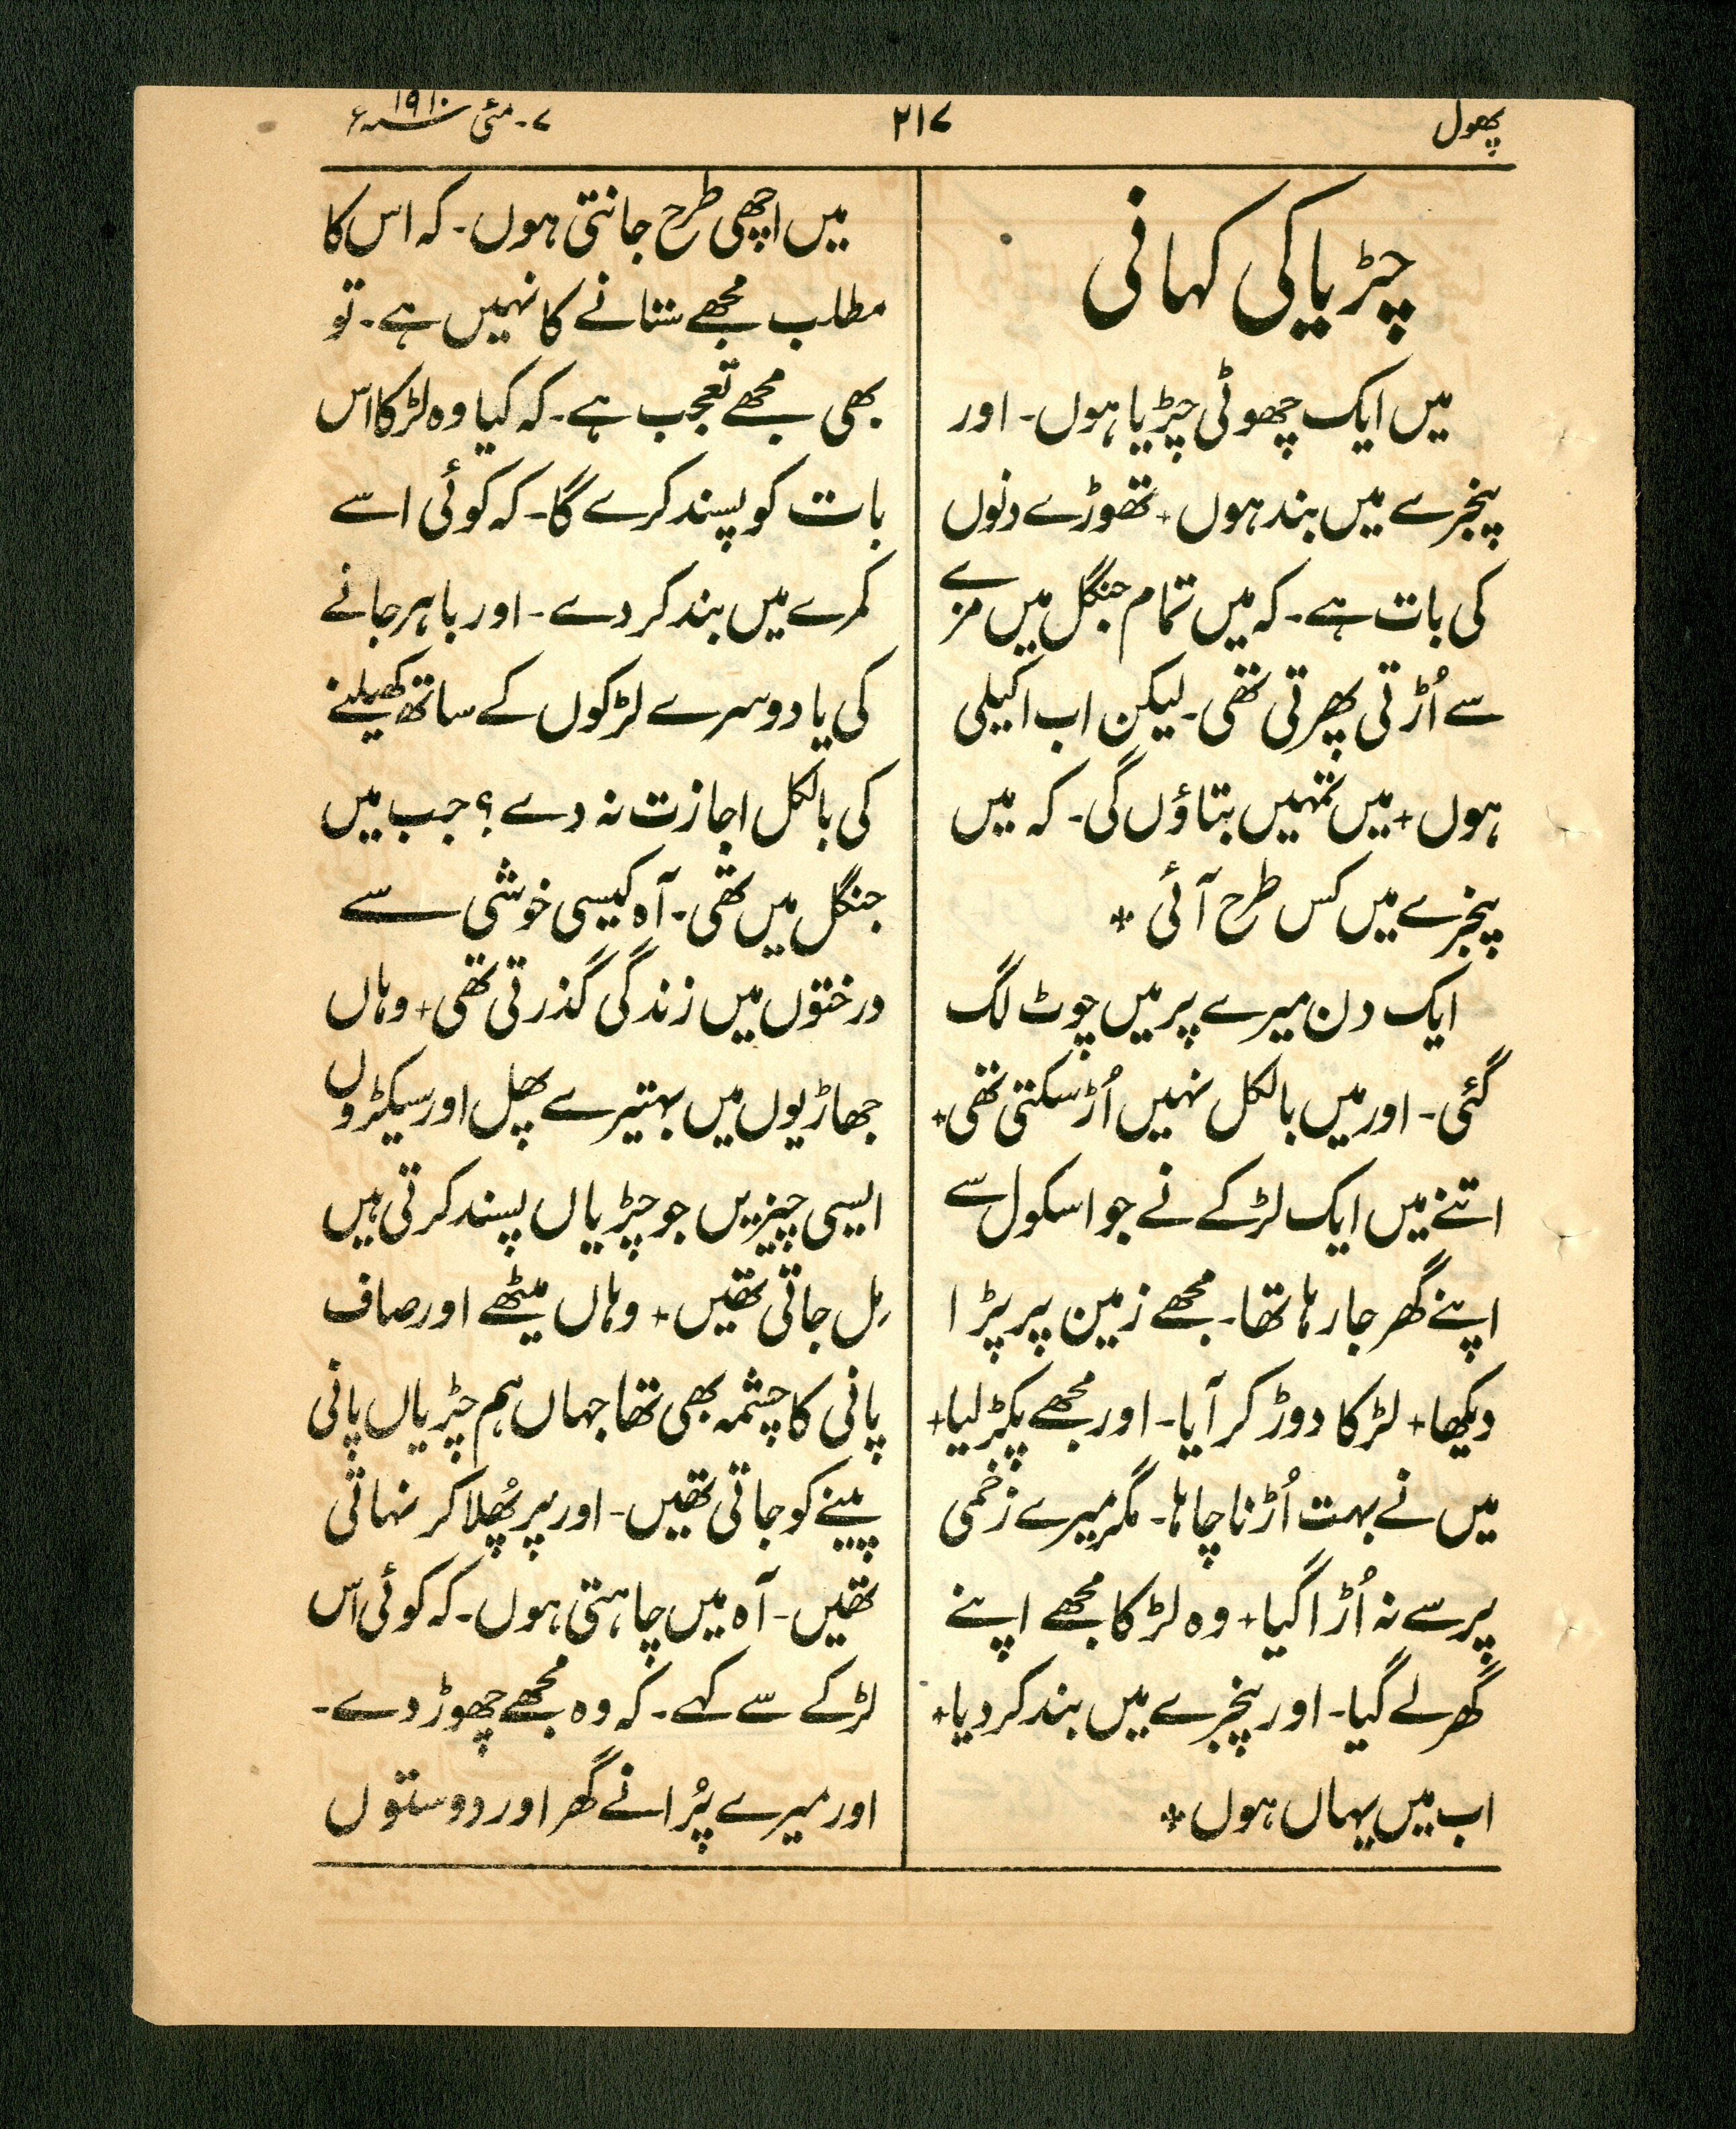 پھول
۲۱۷
۷۔ مئی سنہ ۱۹۱۰ء
چڑیا کی کہانی
میں ایک چھوٹی چڑیا ہوں۔ اور
پنجرے میں بند ہوں + تھوڑے دنوں
کی بات ہے۔ کہ میں تمام جنگل میں مزے
سے اُڑتی پھرتی تھی۔ لیکن اب اکیلی
ہوں + میں تمہیں بتاؤں گی۔ کہ میں
پنجرے میں کس طرح آئی *
ایک دن میرے پر میں چوٹ لگ
گئی۔ اور میں بالکل نہیں اُڑ سکتی تھی +
اتنے میں ایک لڑکے نے جو اسکول سے
اپنے گھر جا رہا تھا۔ مجھے زمین پر پڑا
دیکھا + لڑکا دوڑ کر آیا۔ اور مجھے پکڑ لیا +
میں نے بہت اُڑنا چاہا۔ مگر میرے زخمی
پر سے نہ اُڑا گیا + وہ لڑکا مجھے اپنے
گھر لے گیا۔ اور پنجرے میں بند کر دیا +
اب میں یہاں ہوں *
میں اچھی طرح جانتی ہوں۔ کہ اس کا
مطلب مجھے ستانے کا نہیں ہے۔ تو
بھی مجھے تعجب ہے۔ کہ کیا وہ لڑکا اس
بات کو پسند کرے گا۔ کہ کوئی اسے
کمرے میں بند کر دے۔ اور باہر جانے
کی یا دوسرے لڑکوں کے ساتھ کھیلنے
کی بالکل اجازت نہ دے؟ جب میں
جنگل میں تھی۔ آہ کیسی خوشی سے
درختوں میں زندگی گذرتی تھی + وہاں
جھاڑیوں میں بہتیرے پھل اور سیکڑوں
ایسی چیزیں جو چڑیاں پسند کرتی ہیں
مِل جاتی تھیں + وہاں میٹھے اور صاف
پانی کا چشمہ بھی تھا جہاں ہم چڑیاں پانی
پینے کو جاتی تھیں۔ اور پر پُھلا کر نہاتی
تھیں۔ آہ میں چاہتی ہوں۔ کہ کوئی اس
لڑکے سے کہے۔ کہ وہ مجھے چھوڑ دے۔
اور میرے پُرانے گھر اور دوستوں